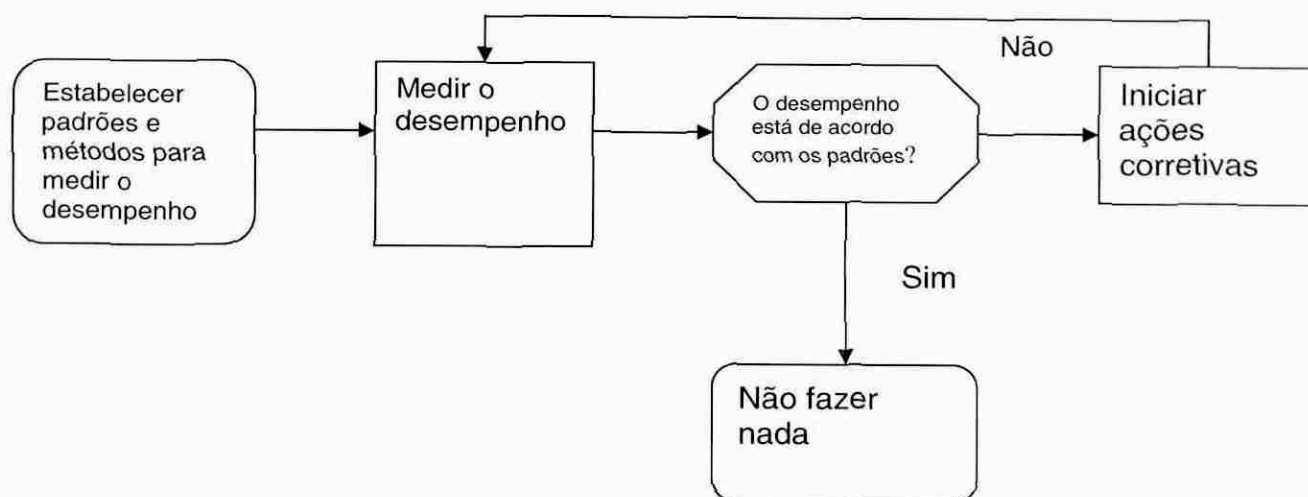 Estabelecer
padrões e
métodos para
medir o
desempenho
Medir o
desempenho
O desempenho
está de acordo
com os padrões?
Não
Iniciar
ações
corretivas
Sim
Não fazer
nada